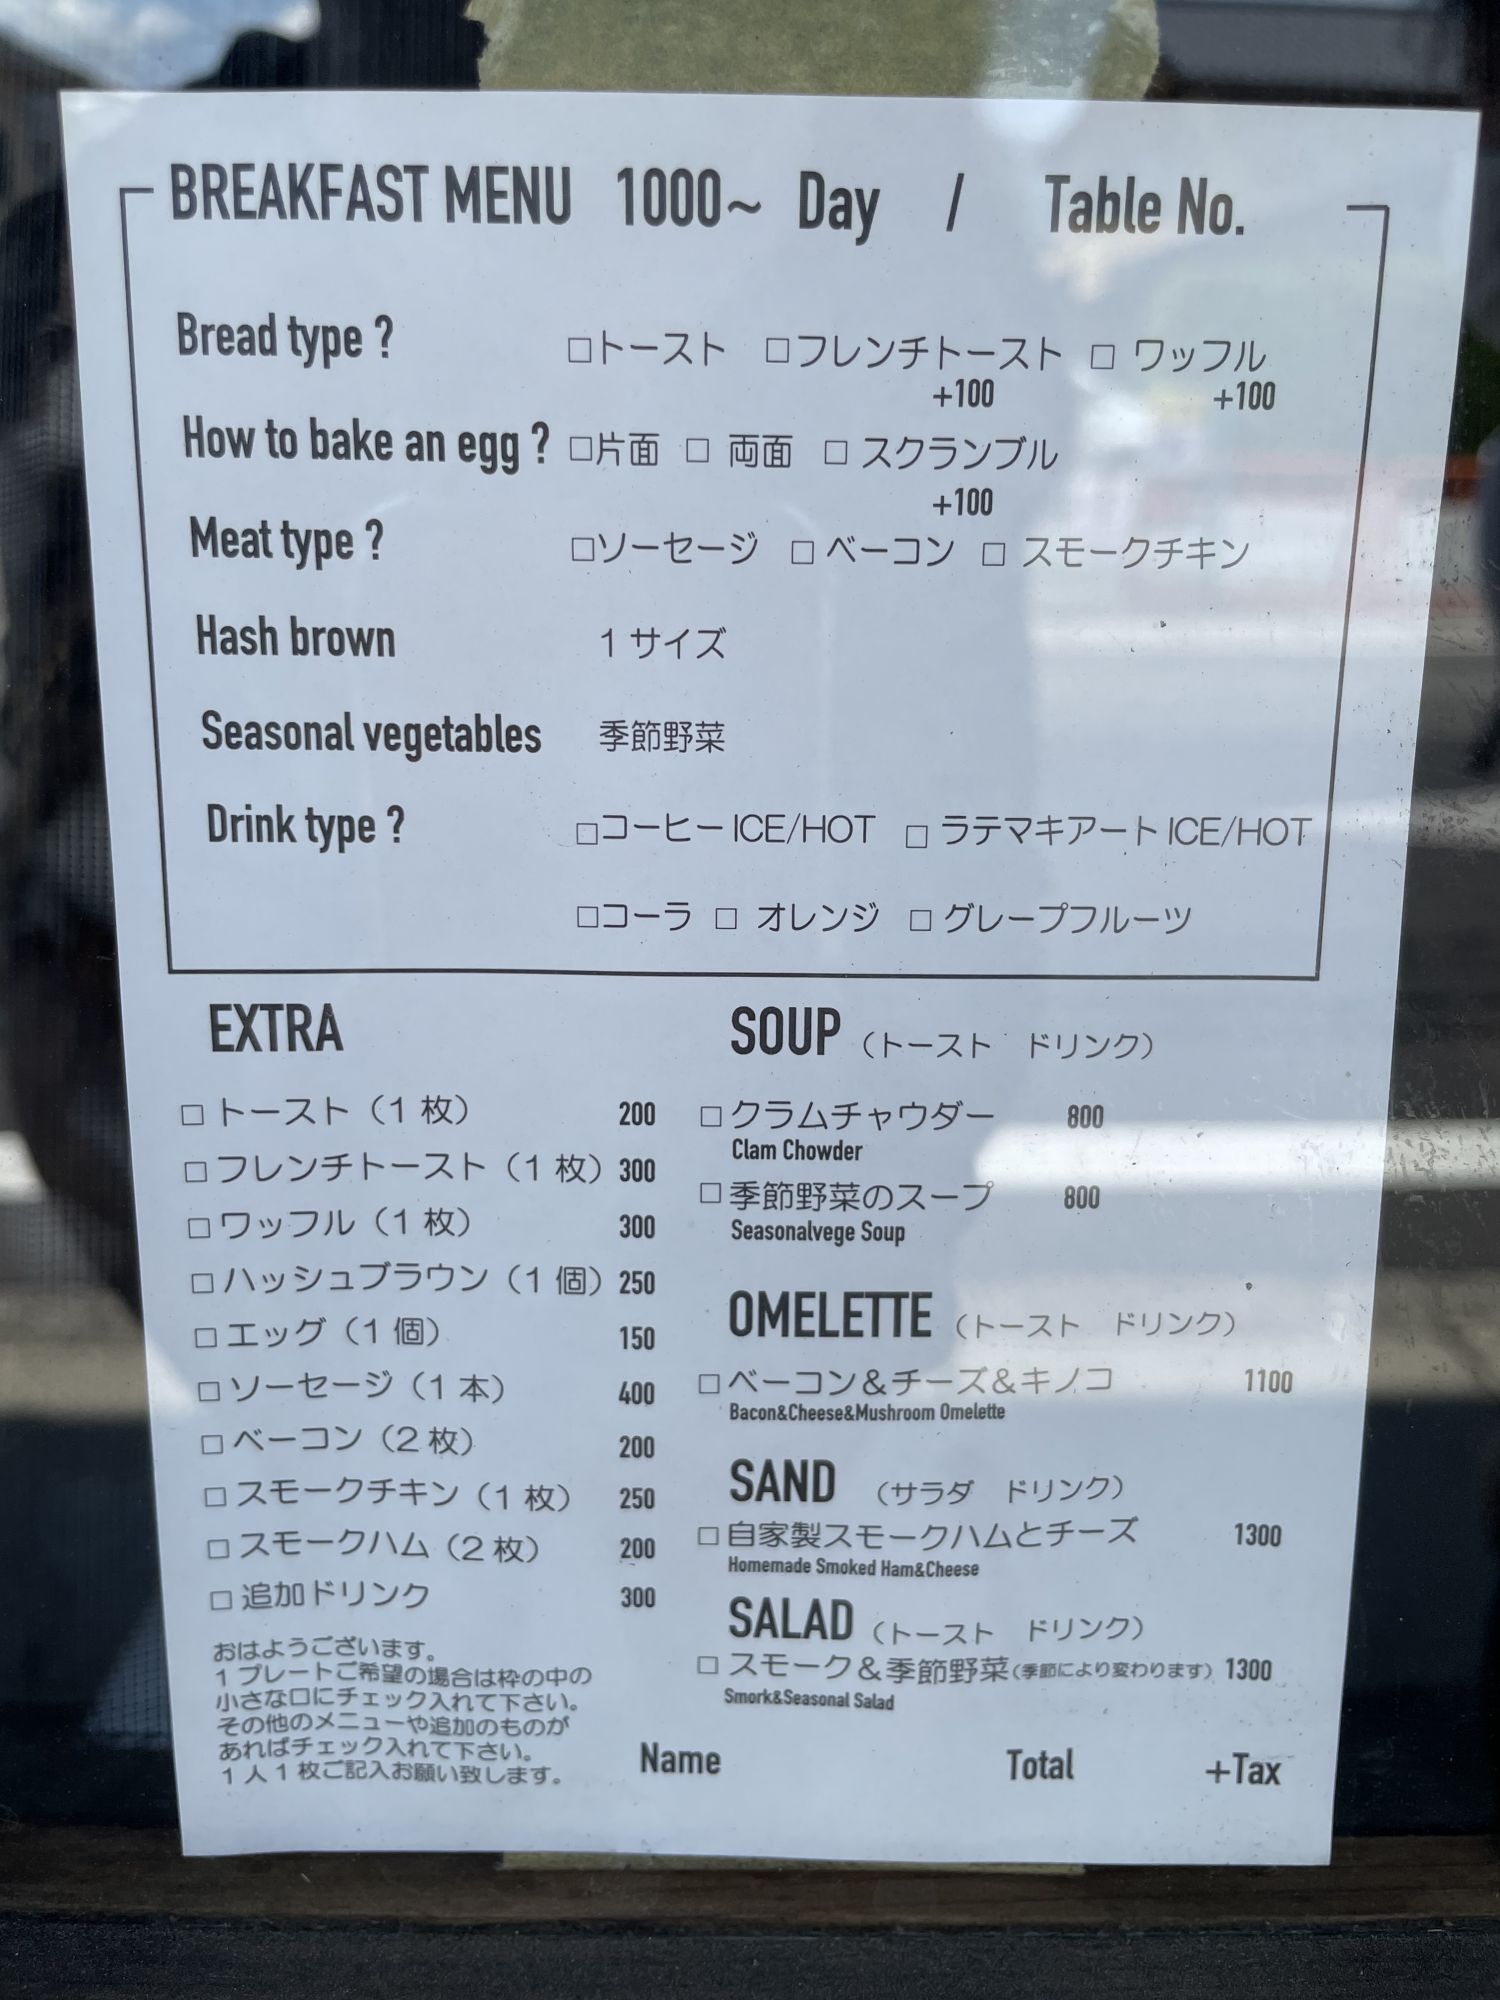 BREAKFAST MENU 1000~ Day / Table No.
Bread type ? □トースト □フレンチトースト □ ワッフル
+100 +100
How to bake an egg ? □片面 □ 両面 □ スクランブル
+100
Meat type ? □ソーセージ □ ベーコン □ スモークチキン
Hash brown 1 サイズ
Seasonal vegetables 季節野菜
Drink type ? □コーヒー ICE/HOT □ ラテマキアート ICE/HOT
□コーラ □ オレンジ □ グレープフルーツ
EXTRA
□ トースト（1 枚） 200
□ フレンチトースト（1 枚） 300
□ ワッフル（1 枚） 300
□ ハッシュブラウン（1 個） 250
□ エッグ（1 個） 150
□ ソーセージ（1 本） 400
□ ベーコン（2 枚） 200
□ スモークチキン（1 枚） 250
□ スモークハム（2 枚） 200
□ 追加ドリンク 300
おはようございます。
1 プレートご希望の場合は枠の中の
小さな口にチェック入れて下さい。
その他のメニューや追加のものが
あればチェック入れて下さい。
1 人 1 枚ご記入お願い致します。
SOUP （トースト ドリンク）
□ クラムチャウダー 800
Clam Chowder
□ 季節野菜のスープ 800
Seasonalvege Soup
OMELETTE （トースト ドリンク）
□ ベーコン＆チーズ＆キノコ 1100
Bacon&Cheese&Mushroom Omelette
SAND （サラダ ドリンク）
□ 自家製スモークハムとチーズ 1300
Homemade Smoked Ham&Cheese
SALAD （トースト ドリンク）
□ スモーク＆季節野菜（季節により変わります） 1300
Smork&Seasonal Salad
Name Total +Tax